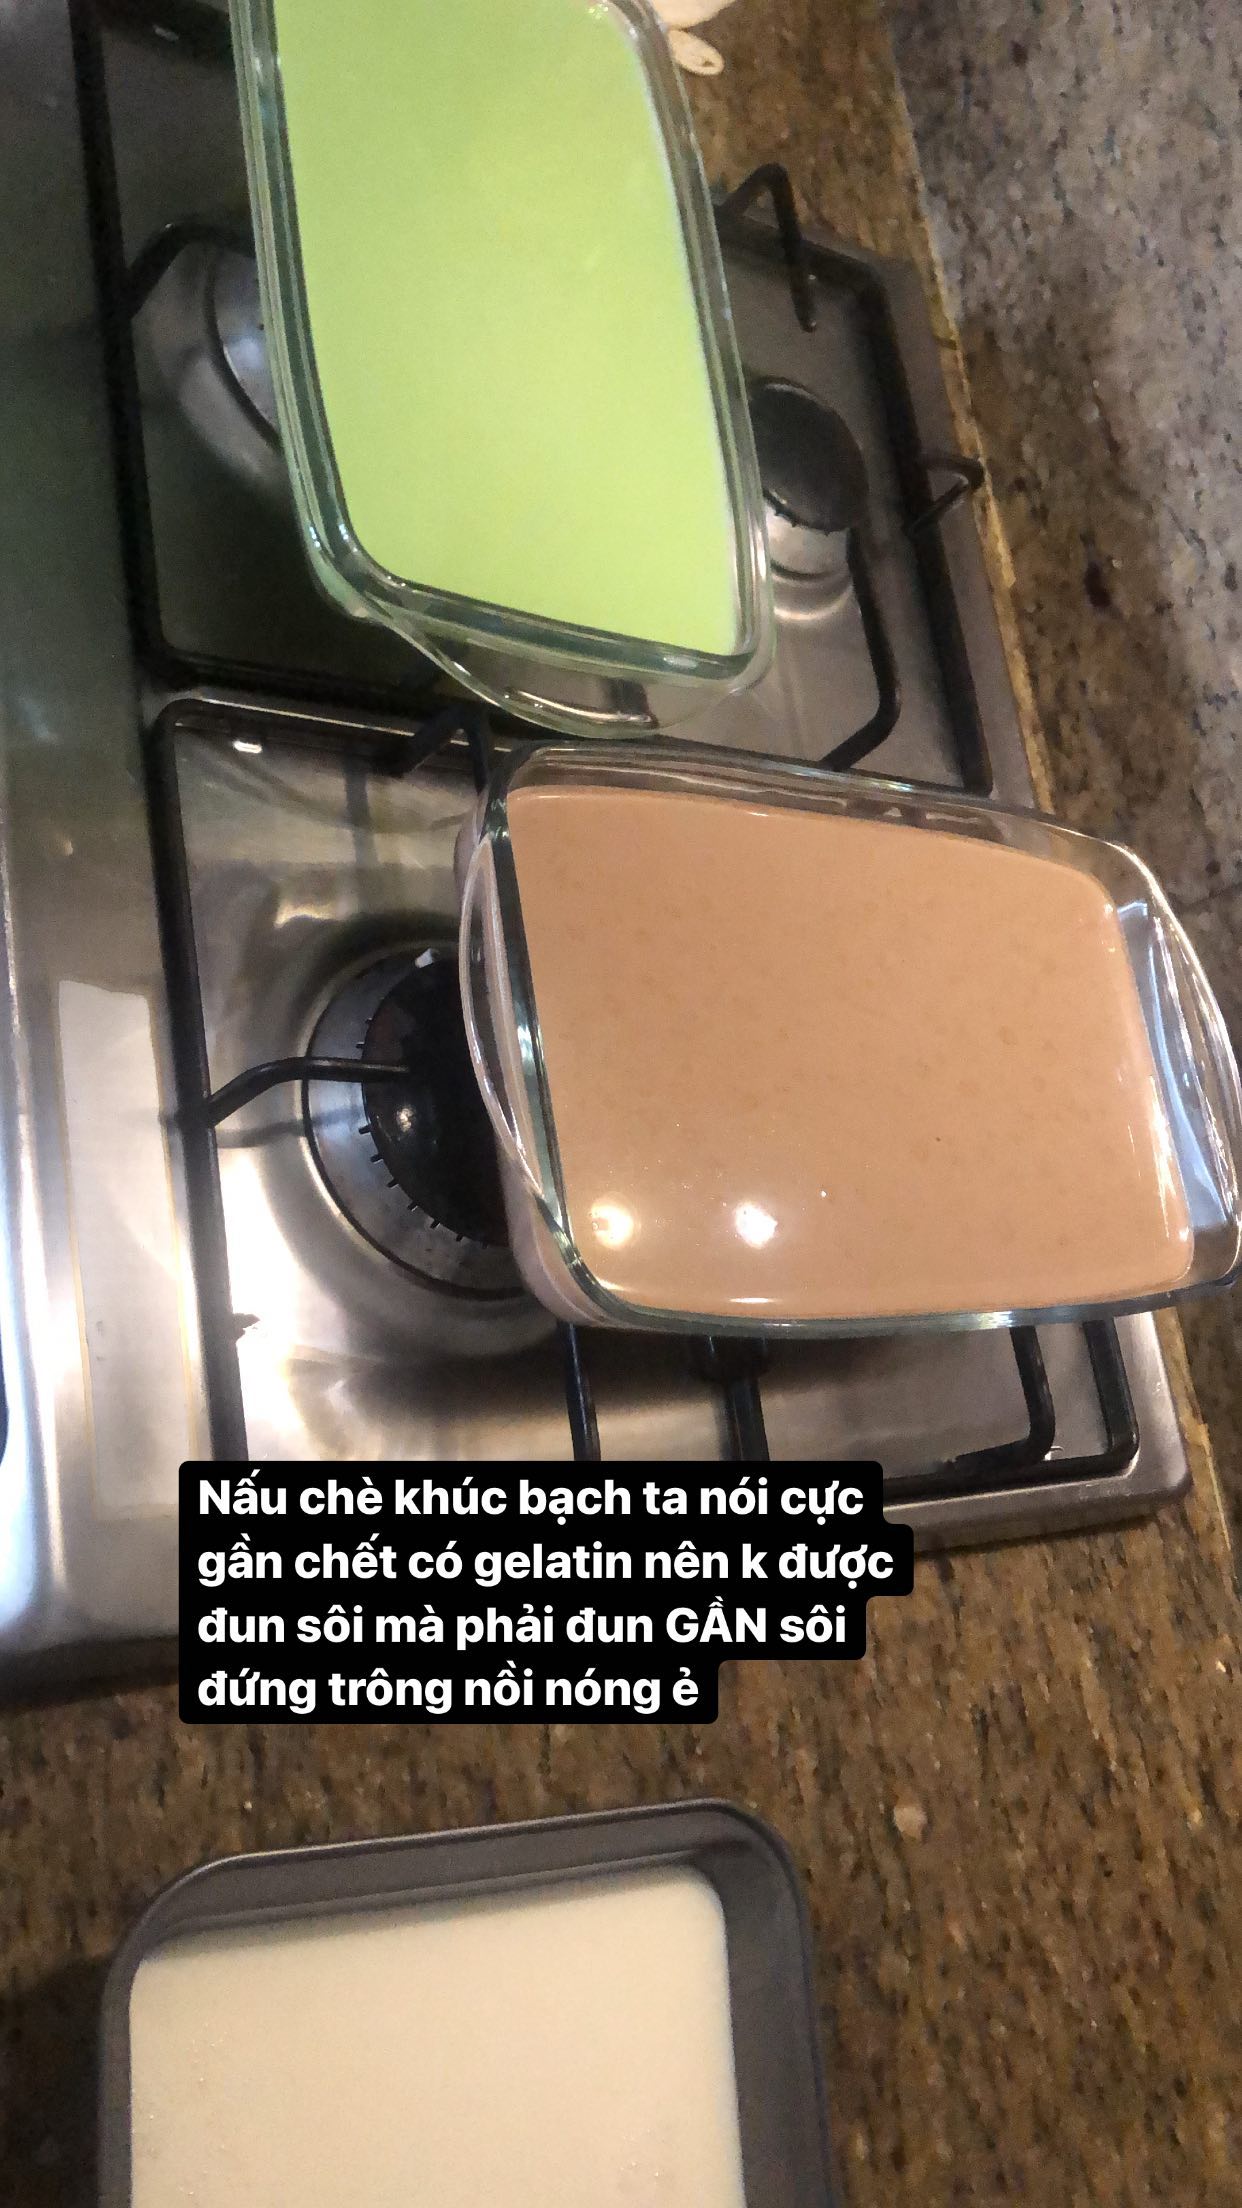 Nấu chè khúc bạch ta nói cực
gần chết có gelatin nên k được
đun sôi mà phải đun GẦN sôi
đứng trông nồi nóng ẻ